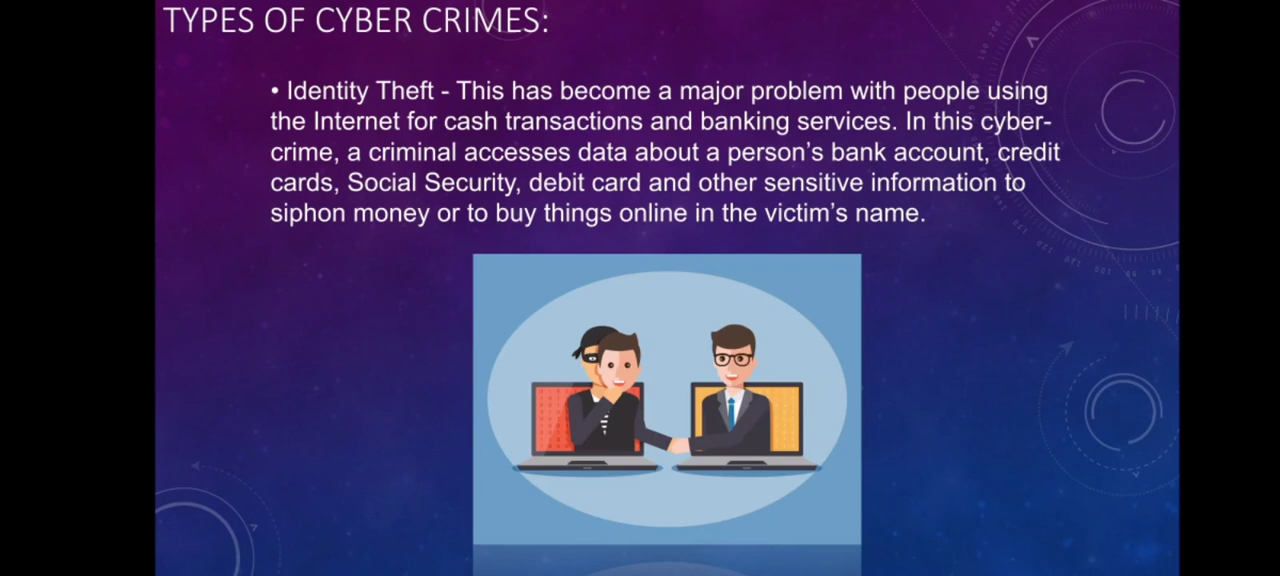 TYPES OF CYBER CRIMES:
• Identity Theft - This has become a major problem with people using
the Internet for cash transactions and banking services. In this cyber-
crime, a criminal accesses data about a person's bank account, credit
cards, Social Security, debit card and other sensitive information to
siphon money or to buy things online in the victim's name.